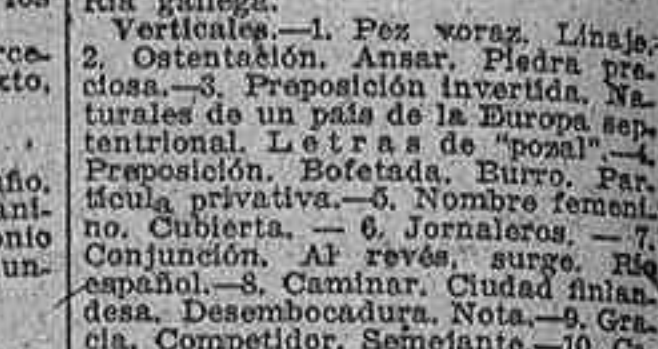 Ría gallega.
Verticales.—1. Pez voraz. Linaje.—
2. Ostentación. Ansar. Piedra pre-
ciosa.—3. Preposición invertida. Na-
turales de un país de la Europa sep-
tentrional. Letras de "pozal".—4.
Preposición. Bofetada. Burro. Par-
tícula privativa.—5. Nombre femeni-
no. Cubierta. — 6. Jornaleros. — 7.
Conjunción. Al revés, surge. Río
español.—8. Caminar. Ciudad finlan-
desa. Desembocadura. Nota.—9. Gra-
cia. Competidor. Semejante.—10.